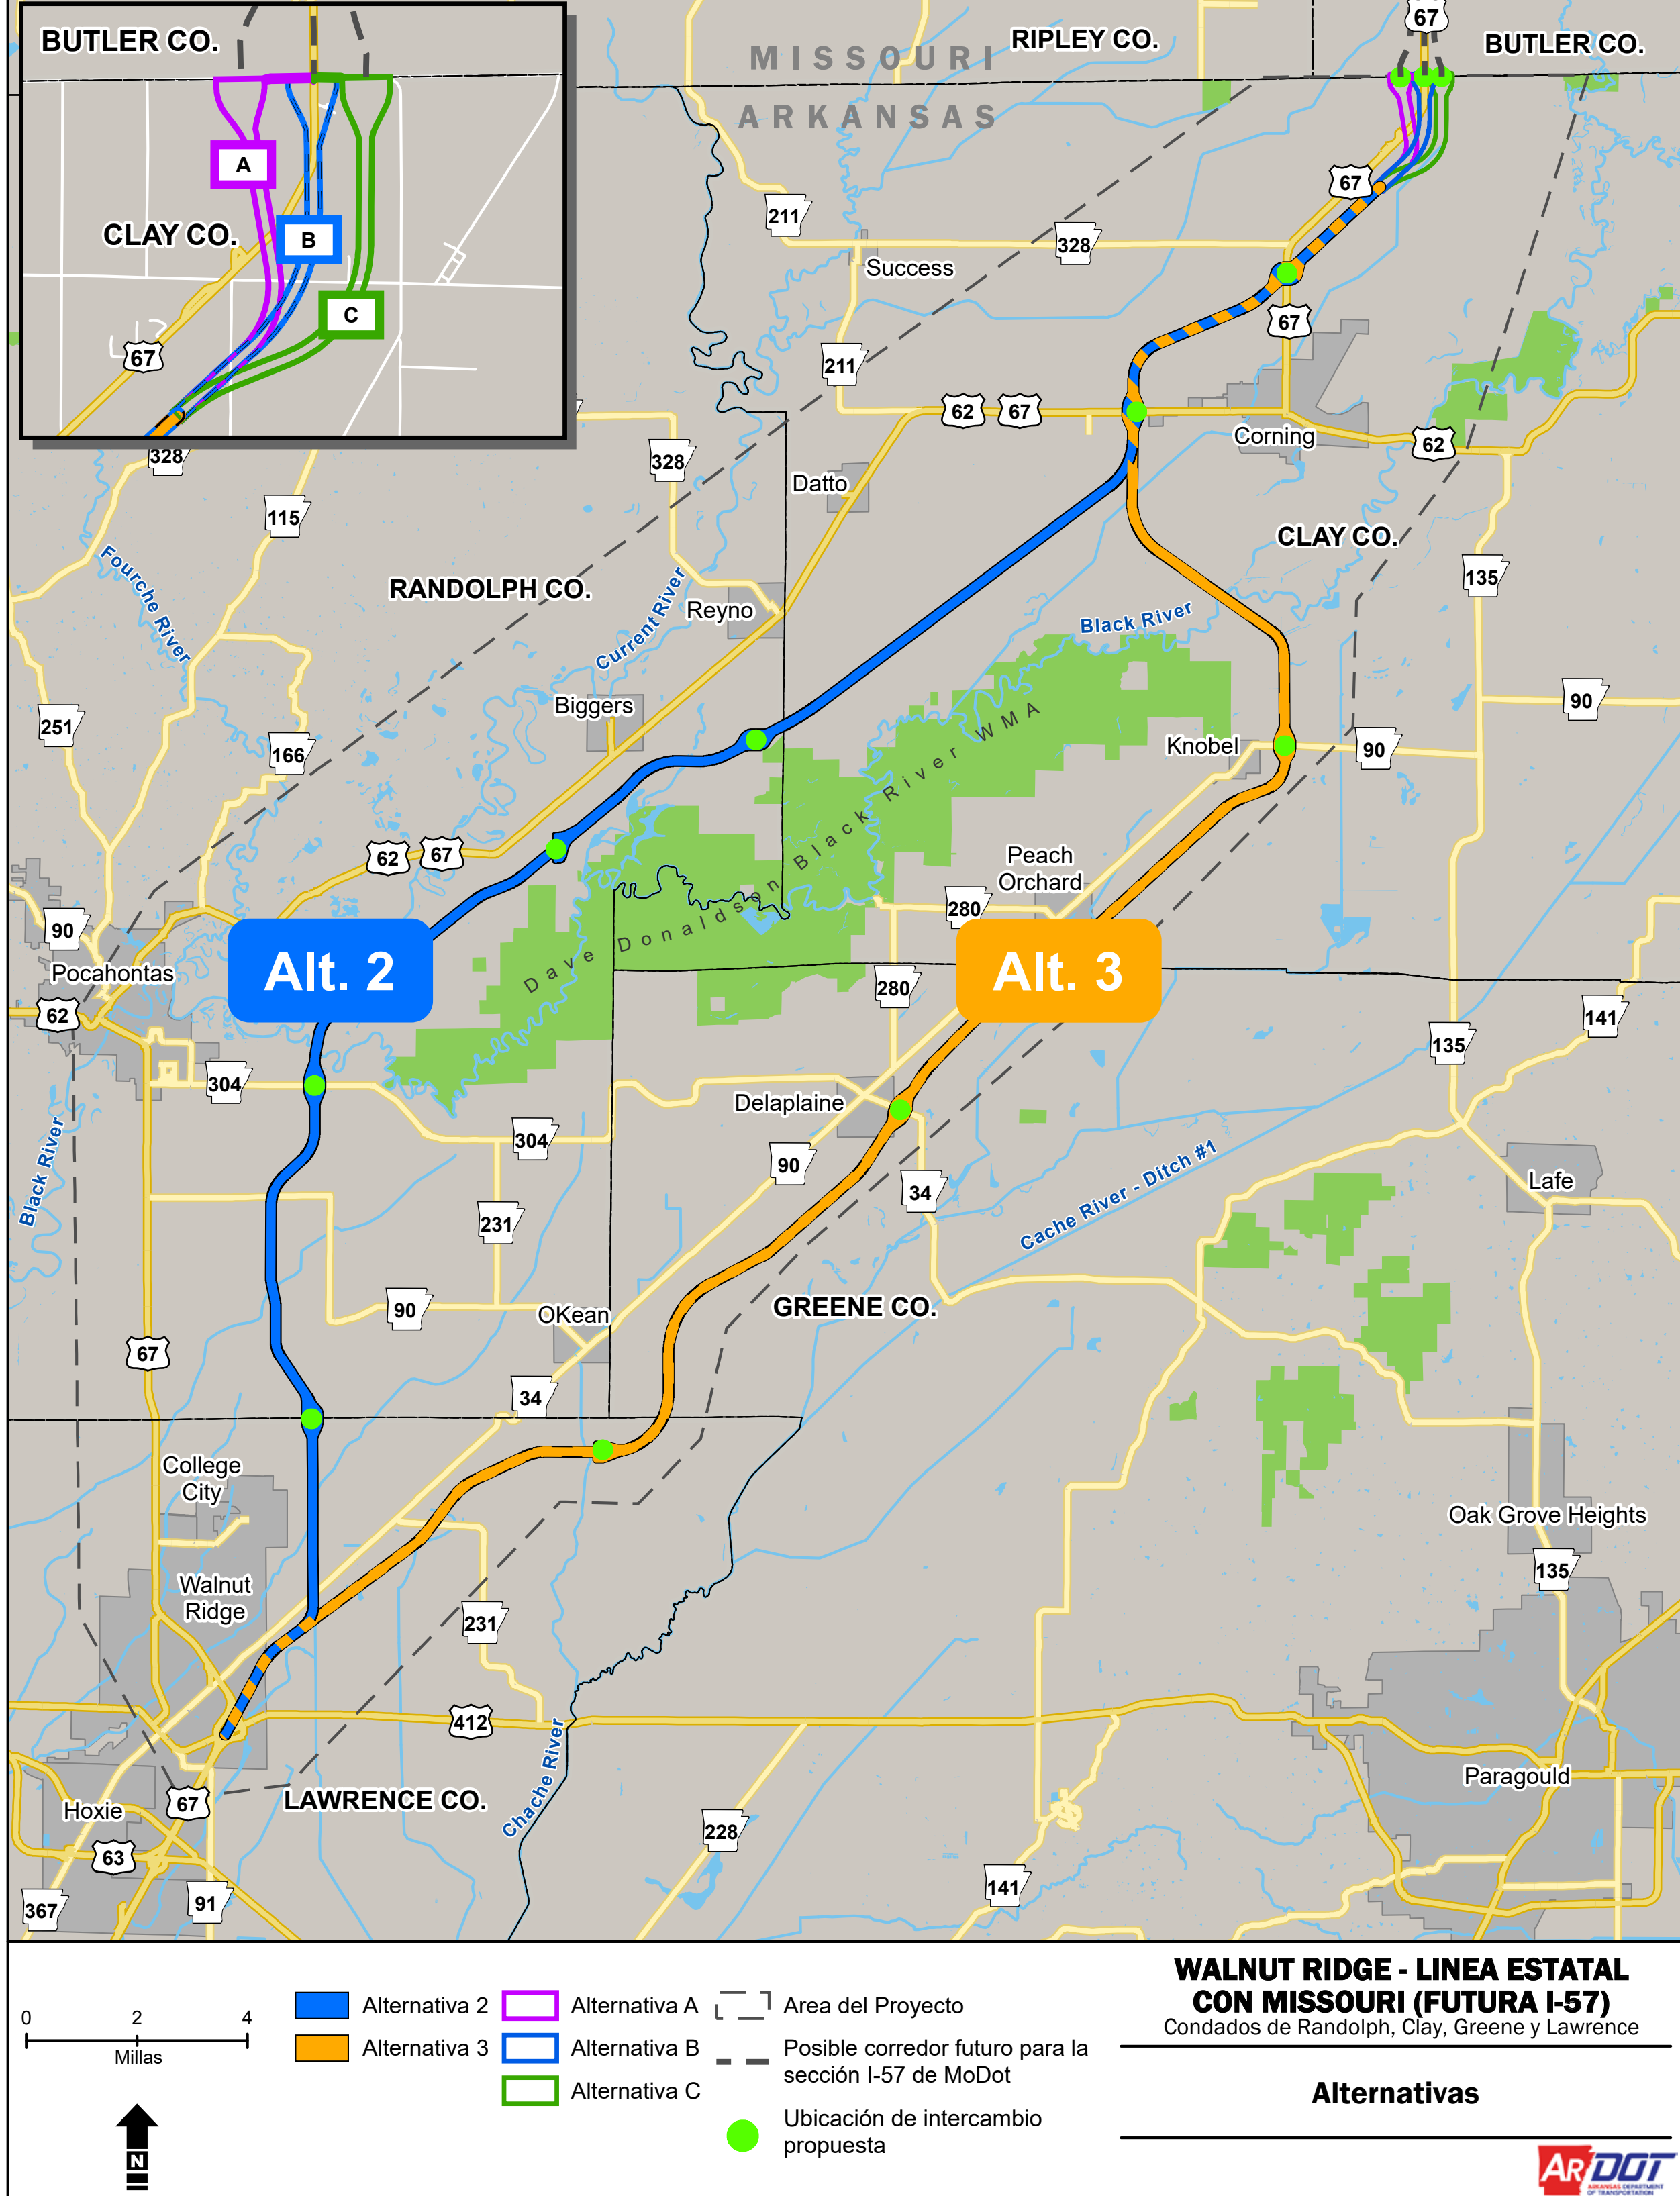 BUTLER CO.
A
CLAY CO.
B
C
67
MISSOURI
ARKANSAS
RIPLEY CO.
67
BUTLER CO.
67
211
328
Success
67
211
62
67
Corning
62
328
328
115
Datto
CLAY CO.
135
Fourche River
RANDOLPH CO.
Reyno
Current River
Black River
251
Biggers
166
90
Knobel
90
Dave Donaldson Black River WMA
62
67
Peach
Orchard
280
90
Pocahontas
Alt. 2
Alt. 3
62
280
141
135
304
Delaplaine
304
90
Black River
34
Cache River - Ditch #1
Lafe
231
90
OKean
GREENE CO.
67
34
College
City
Oak Grove Heights
135
Walnut
Ridge
231
412
Chache River
Paragould
LAWRENCE CO.
67
Hoxie
228
63
141
91
367
0 2 4
Millas
N
Alternativa 2
Alternativa 3
Alternativa A
Alternativa B
Alternativa C
Area del Proyecto
Posible corredor futuro para la
sección I-57 de MoDot
Ubicación de intercambio
propuesta
WALNUT RIDGE - LINEA ESTATAL
CON MISSOURI (FUTURA I-57)
Condados de Randolph, Clay, Greene y Lawrence
Alternativas
ARDOT
ARKANSAS DEPARTMENT
OF TRANSPORTATION